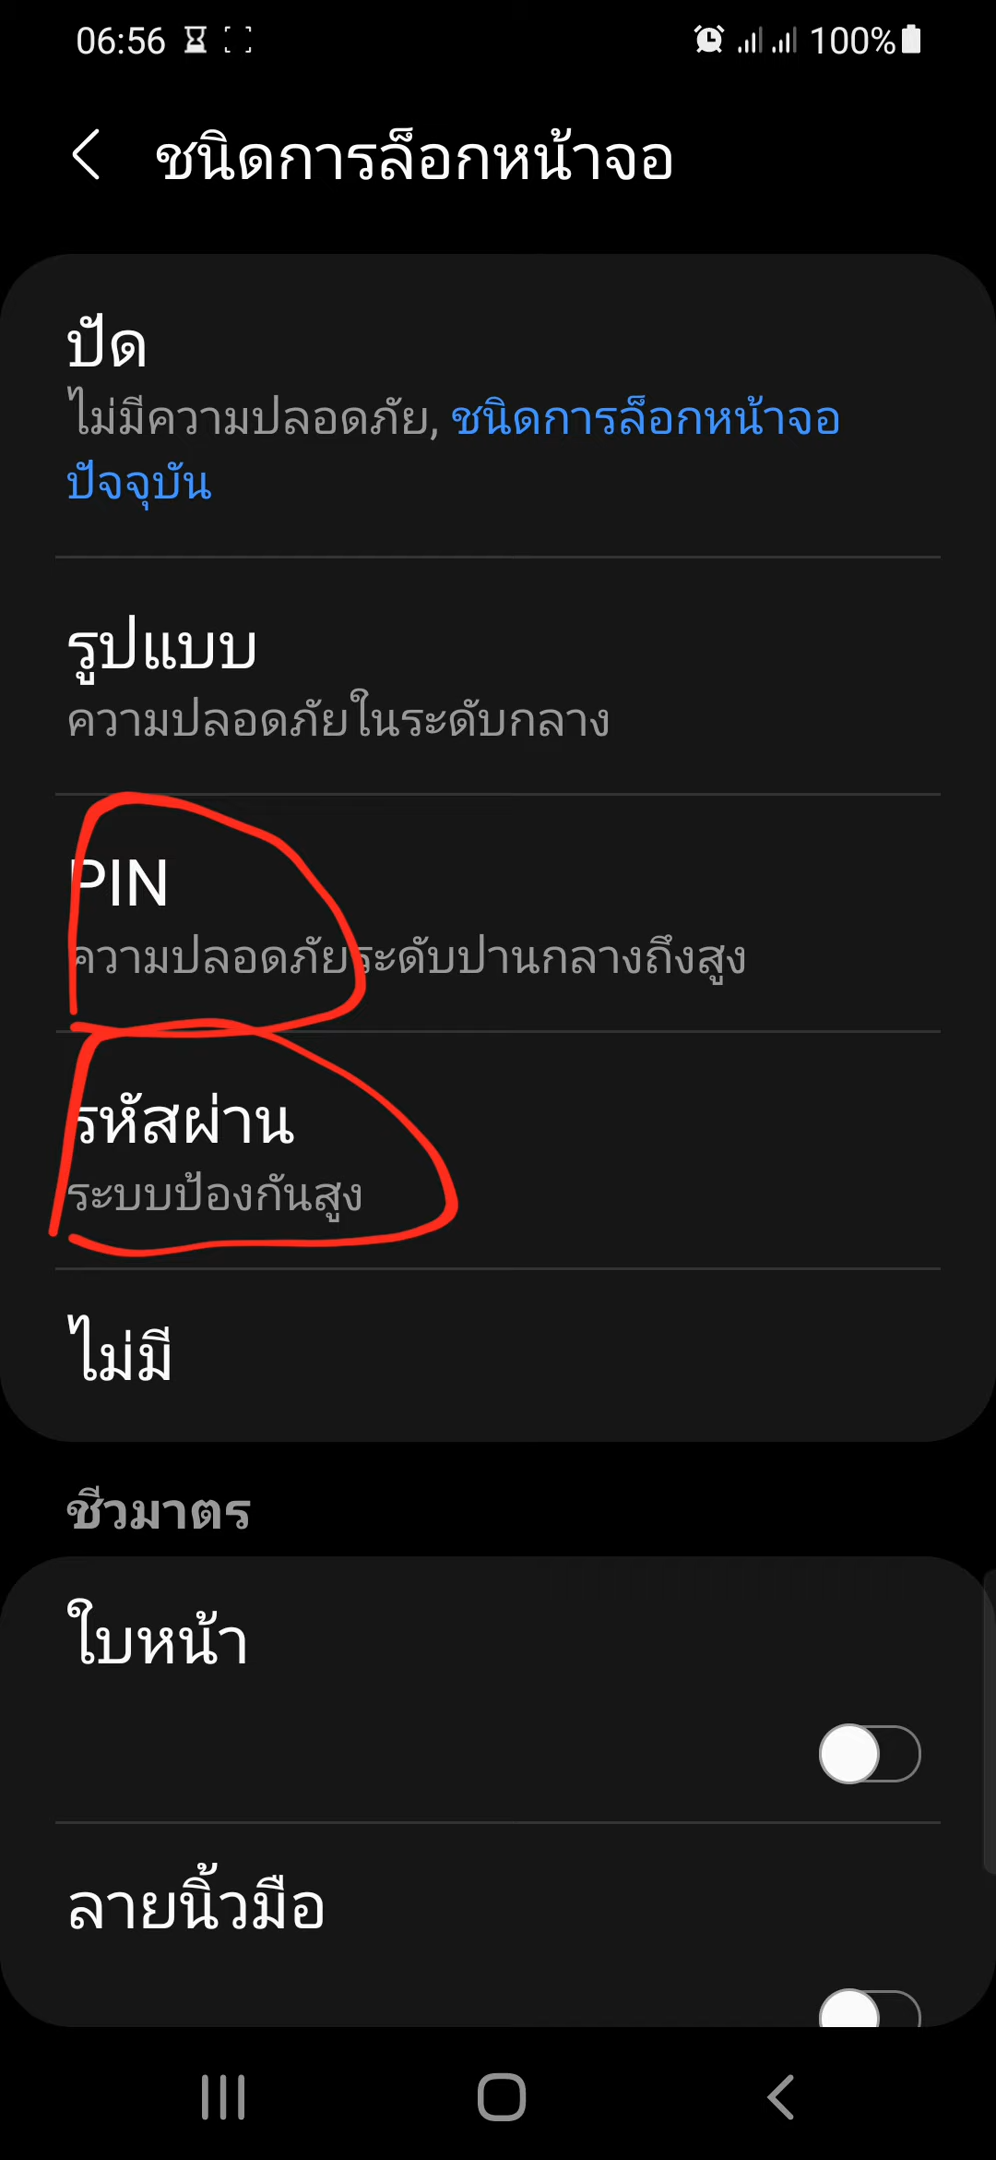 06:56 100%
ชนิดการล็อกหน้าจอ
ปัด
ไม่มีความปลอดภัย, ชนิดการล็อกหน้าจอ
ปัจจุบัน
รูปแบบ
ความปลอดภัยในระดับกลาง
PIN
ความปลอดภัยระดับปานกลางถึงสูง
รหัสผ่าน
ระบบป้องกันสูง
ไม่มี
ชีวมาตร
ใบหน้า
ลายนิ้วมือ